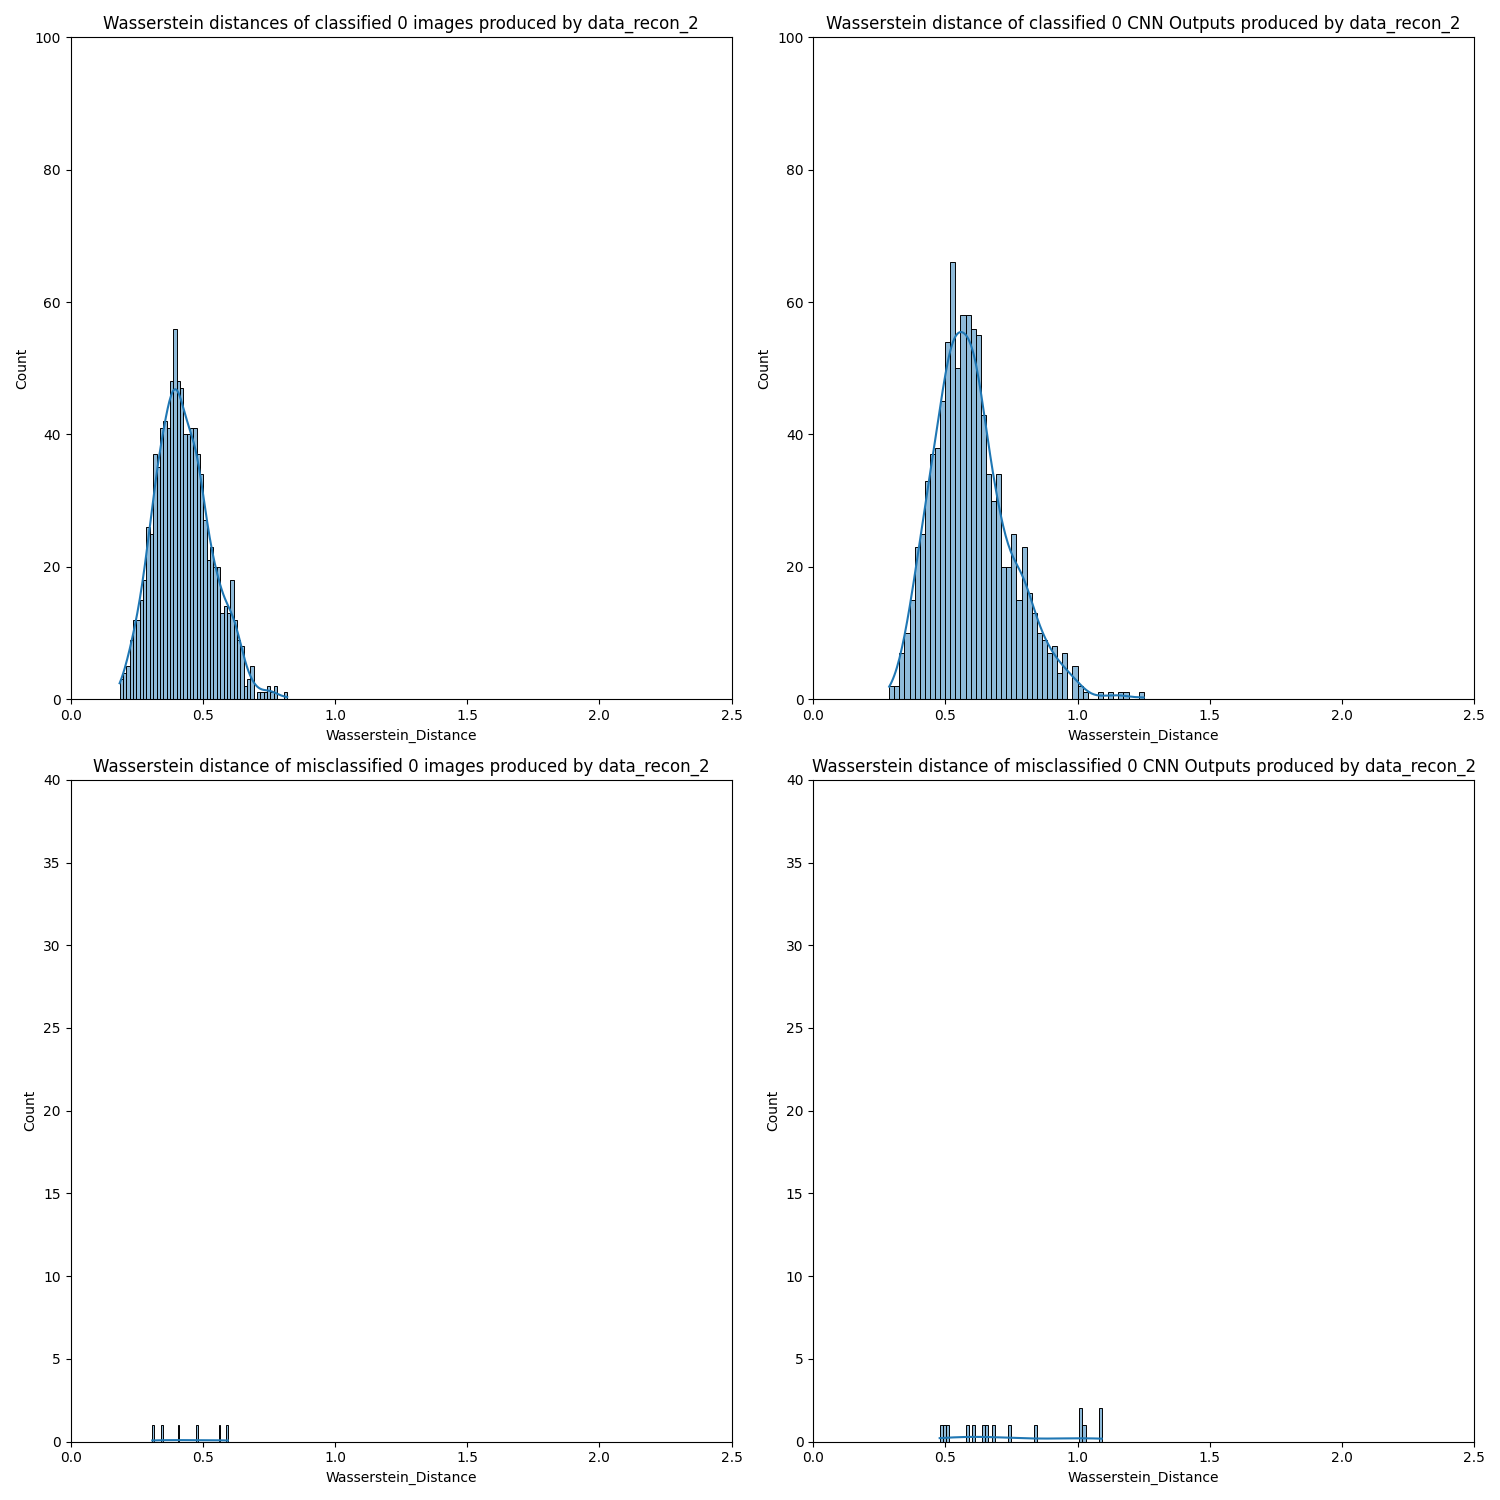 Wasserstein distances of classified 0 images produced by data_recon_2
100
80
60
40
20
0
Count
0.0 0.5 1.0 1.5 2.0 2.5
Wasserstein_Distance
Wasserstein distance of classified 0 CNN Outputs produced by data_recon_2
100
80
60
40
20
0
Count
0.0 0.5 1.0 1.5 2.0 2.5
Wasserstein_Distance
Wasserstein distance of misclassified 0 images produced by data_recon_2
40
35
30
25
20
15
10
5
0
Count
0.0 0.5 1.0 1.5 2.0 2.5
Wasserstein_Distance
Wasserstein distance of misclassified 0 CNN Outputs produced by data_recon_2
40
35
30
25
20
15
10
5
0
Count
0.0 0.5 1.0 1.5 2.0 2.5
Wasserstein_Distance